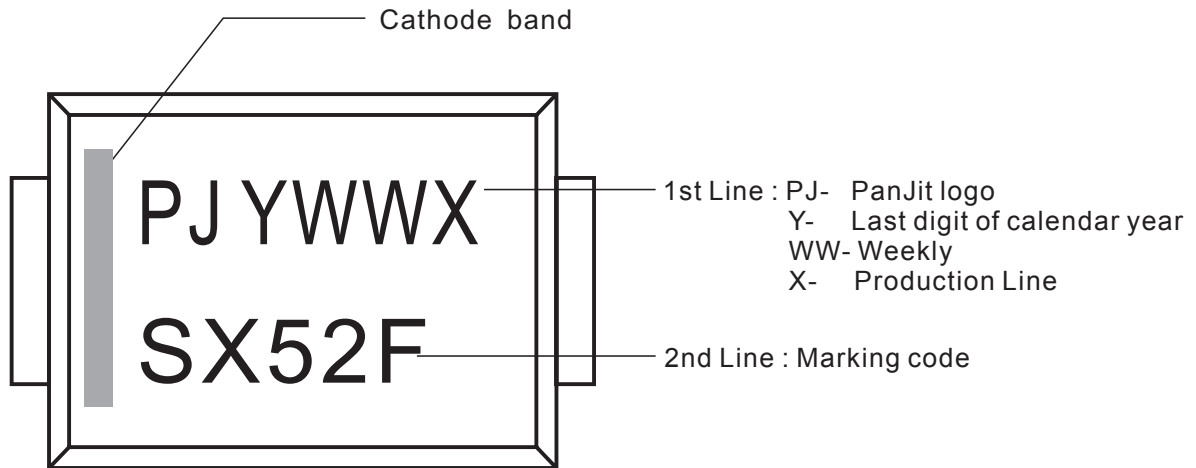 Cathode band
PJ YWWX
1st Line : PJ- PanJit logo
Y- Last digit of calendar year
WW- Weekly
X- Production Line
SX52F
2nd Line : Marking code